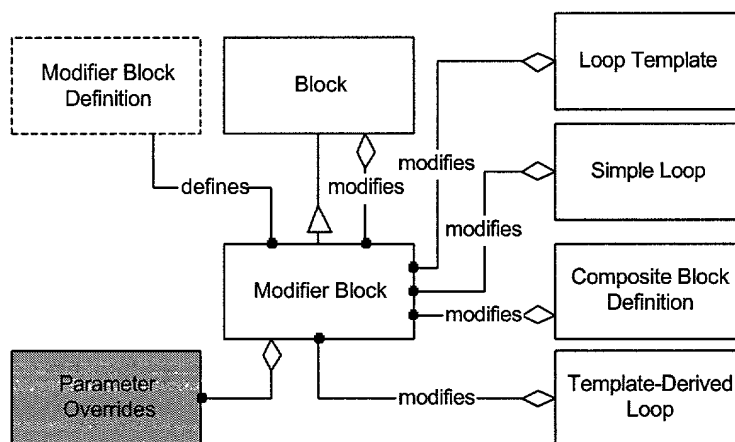 Modifier Block
Definition
Block
Loop Template
modifies
Simple Loop
defines
modifies
modifies
Modifier Block
Composite Block
Definition
modifies
Parameter
Overrides
modifies
Template-Derived
Loop